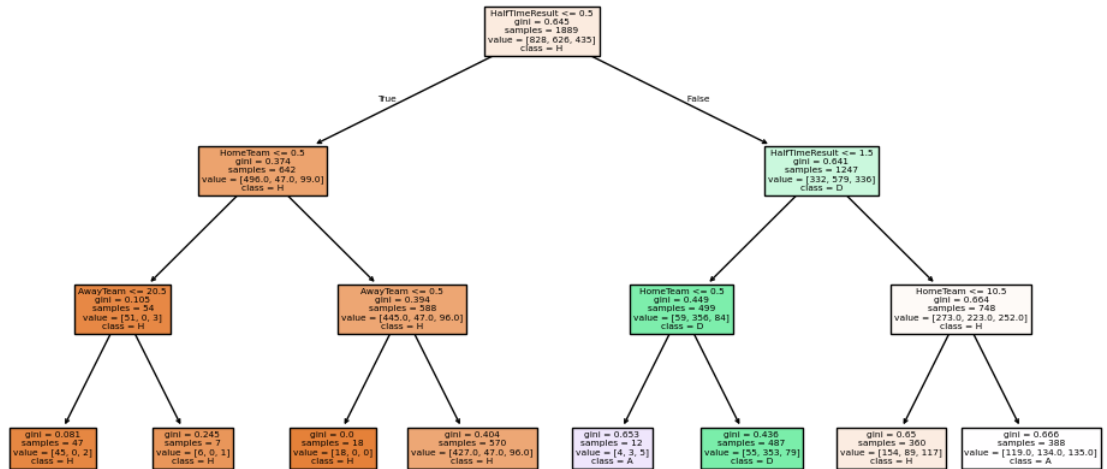 HalfTimeResult <= 0.5
gini = 0.645
samples = 1889
value = [828, 626, 435]
class = H
True
False
HomeTeam <= 0.5
gini = 0.374
samples = 642
value = [496.0, 47.0, 99.0]
class = H
HalfTimeResult <= 1.5
gini = 0.641
samples = 1247
value = [332, 579, 336]
class = D
AwayTeam <= 20.5
gini = 0.105
samples = 54
value = [51, 0, 3]
class = H
AwayTeam <= 0.5
gini = 0.394
samples = 588
value = [445.0, 47.0, 96.0]
class = H
HomeTeam <= 0.5
gini = 0.449
samples = 499
value = [59, 356, 84]
class = D
HomeTeam <= 10.5
gini = 0.664
samples = 748
value = [273.0, 223.0, 252.0]
class = H
gini = 0.081
samples = 47
value = [45, 0, 2]
class = H
gini = 0.245
samples = 7
value = [6, 0, 1]
class = H
gini = 0.0
samples = 18
value = [18, 0, 0]
class = H
gini = 0.404
samples = 570
value = [427.0, 47.0, 96.0]
class = H
gini = 0.653
samples = 12
value = [4, 3, 5]
class = A
gini = 0.436
samples = 487
value = [55, 353, 79]
class = D
gini = 0.65
samples = 360
value = [154, 89, 117]
class = H
gini = 0.666
samples = 388
value = [119.0, 134.0, 135.0]
class = A